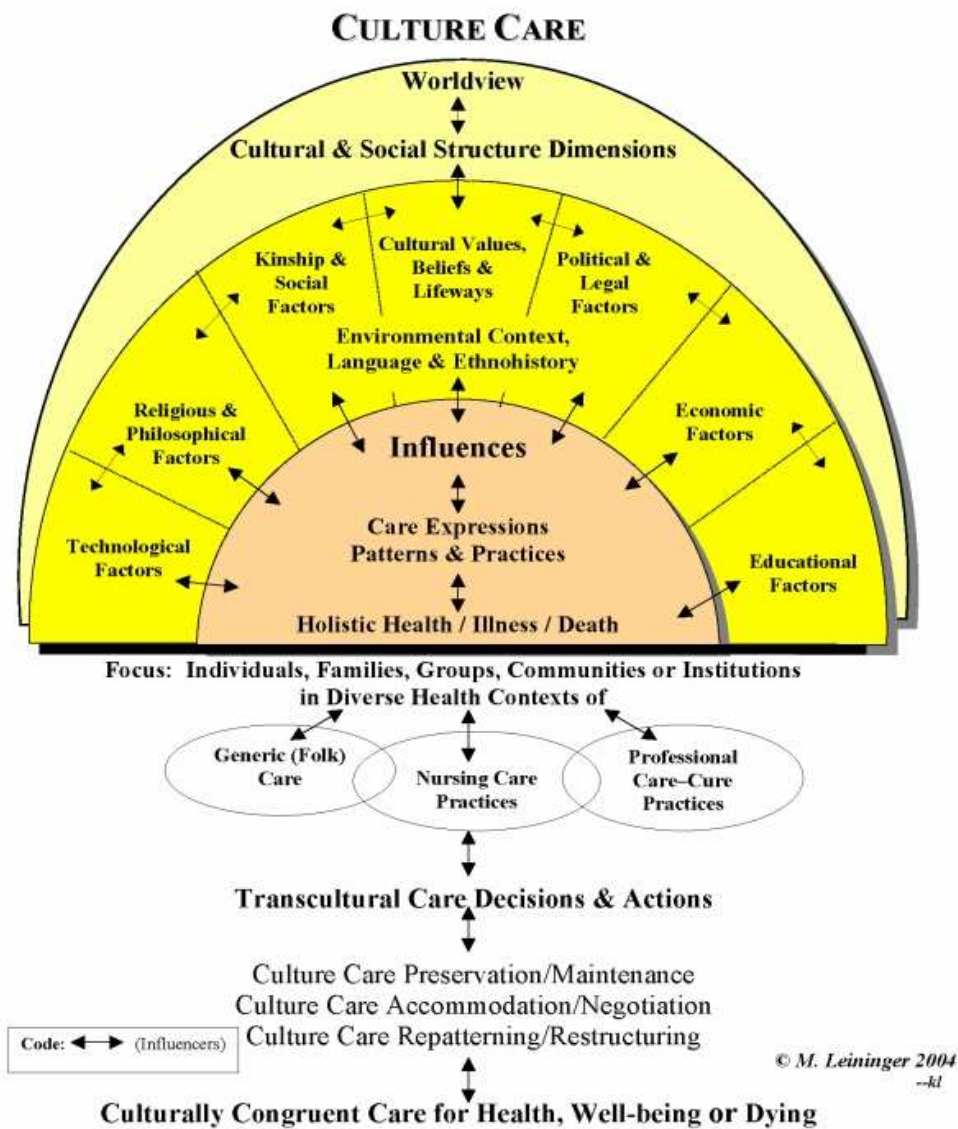 CULTURE CARE
Worldview
Cultural & Social Structure Dimensions
Kinship &
Social
Factors
Cultural Values,
Beliefs &
Lifeways
Political &
Legal
Factors
Environmental Context,
Language & Ethnohistory
Religious &
Philosophical
Factors
Economic
Factors
Technological
Factors
Educational
Factors
Influences
Care Expressions
Patterns & Practices
Holistic Health / Illness / Death
Focus: Individuals, Families, Groups, Communities or Institutions
in Diverse Health Contexts of
Generic (Folk)
Care
Nursing Care
Practices
Professional
Care–Cure
Practices
Transcultural Care Decisions & Actions
Culture Care Preservation/Maintenance
Culture Care Accommodation/Negotiation
Culture Care Repatterning/Restructuring
Code: (Influencers)
© M. Leininger 2004
--kl
Culturally Congruent Care for Health, Well-being or Dying